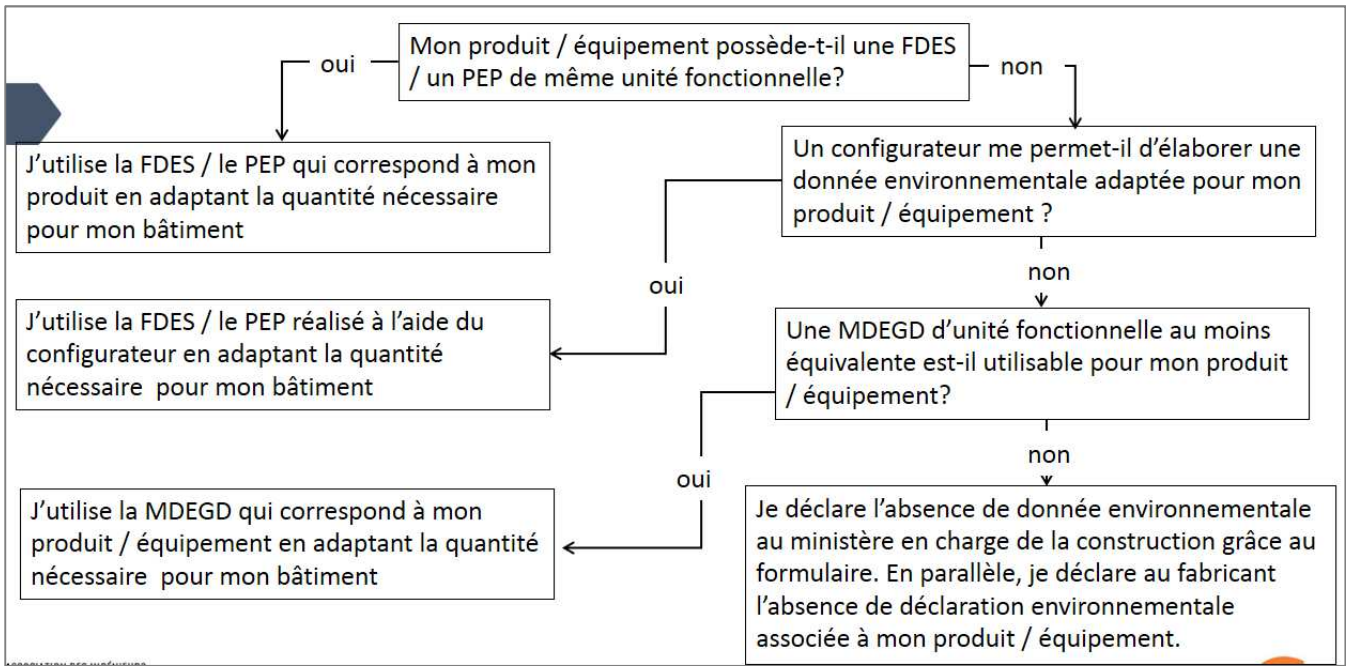 Mon produit / équipement possède-t-il une FDES
/ un PEP de même unité fonctionnelle?
oui
non
J’utilise la FDES / le PEP qui correspond à mon
produit en adaptant la quantité nécessaire
pour mon bâtiment
Un configurateur me permet-il d’élaborer une
donnée environnementale adaptée pour mon
produit / équipement ?
oui
non
J’utilise la FDES / le PEP réalisé à l’aide du
configurateur en adaptant la quantité
nécessaire pour mon bâtiment
Une MDEGD d’unité fonctionnelle au moins
équivalente est-il utilisable pour mon produit
/ équipement?
oui
non
J’utilise la MDEGD qui correspond à mon
produit / équipement en adaptant la quantité
nécessaire pour mon bâtiment
Je déclare l’absence de donnée environnementale
au ministère en charge de la construction grâce au
formulaire. En parallèle, je déclare au fabricant
l’absence de déclaration environnementale
associée à mon produit / équipement.